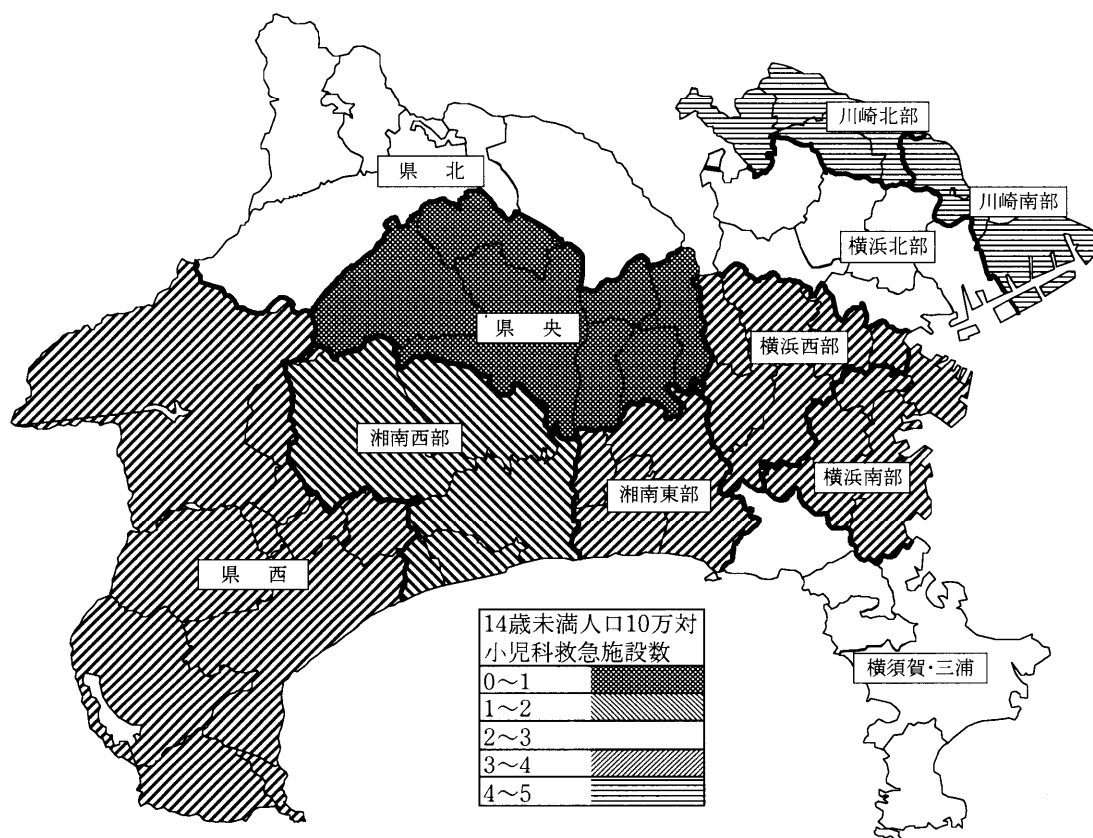 川崎北部
県　北
川崎南部
横浜北部
県　央
横浜西部
湘南西部
横浜南部
湘南東部
県　西
14歳未満人口10万対
小児科救急施設数
0～1
1～2
2～3
3～4
4～5
横須賀・三浦